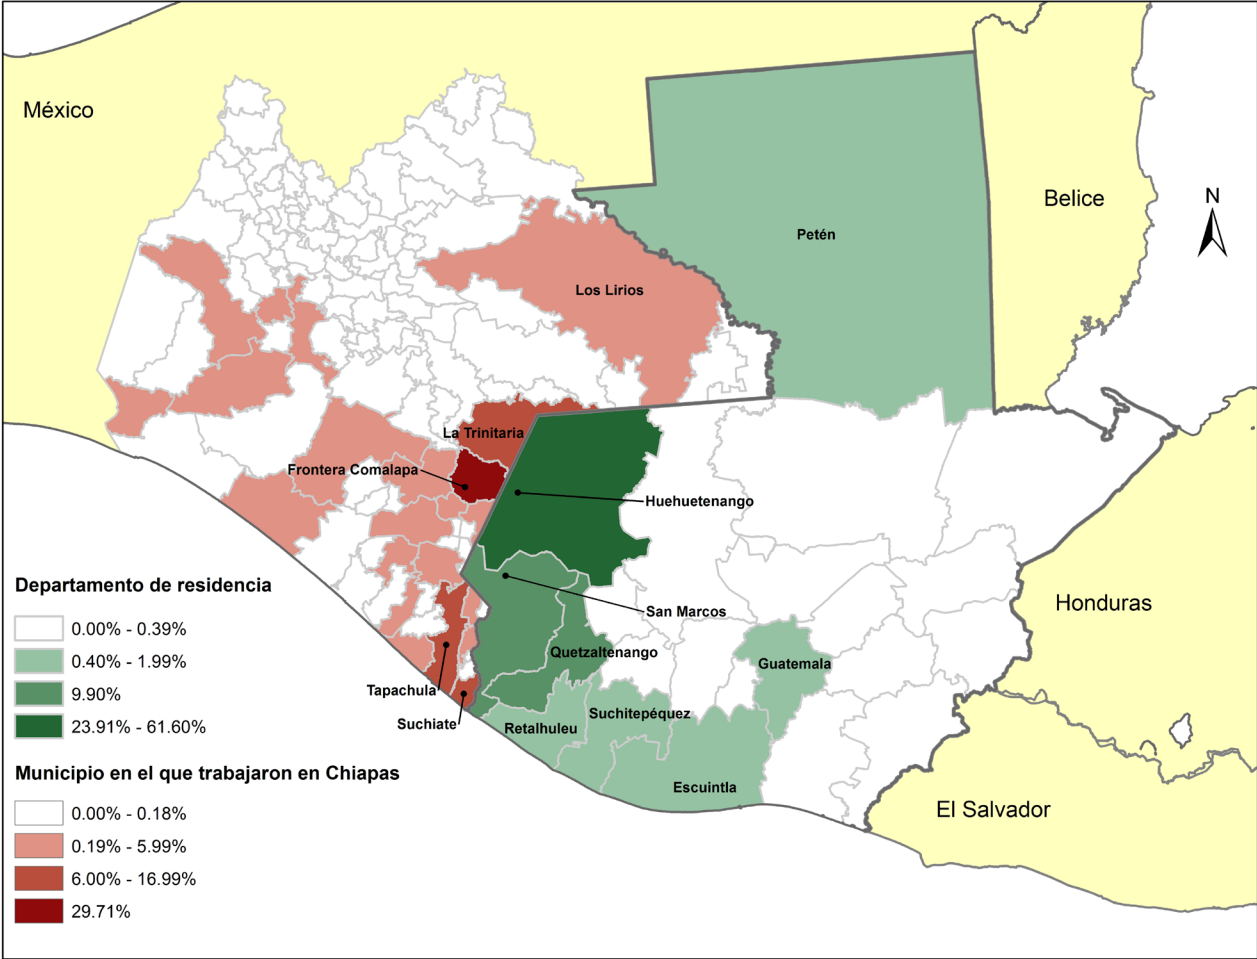 México
Belice
N
Petén
Los Lirios
La Trinitaria
Frontera Comalapa
Huehuetenango
San Marcos
Quetzaltenango
Guatemala
Honduras
Tapachula
Suchiate
Retalhuleu
Suchitepéquez
Escuintla
El Salvador
Departamento de residencia
0.00% - 0.39%
0.40% - 1.99%
9.90%
23.91% - 61.60%
Municipio en el que trabajaron en Chiapas
0.00% - 0.18%
0.19% - 5.99%
6.00% - 16.99%
29.71%